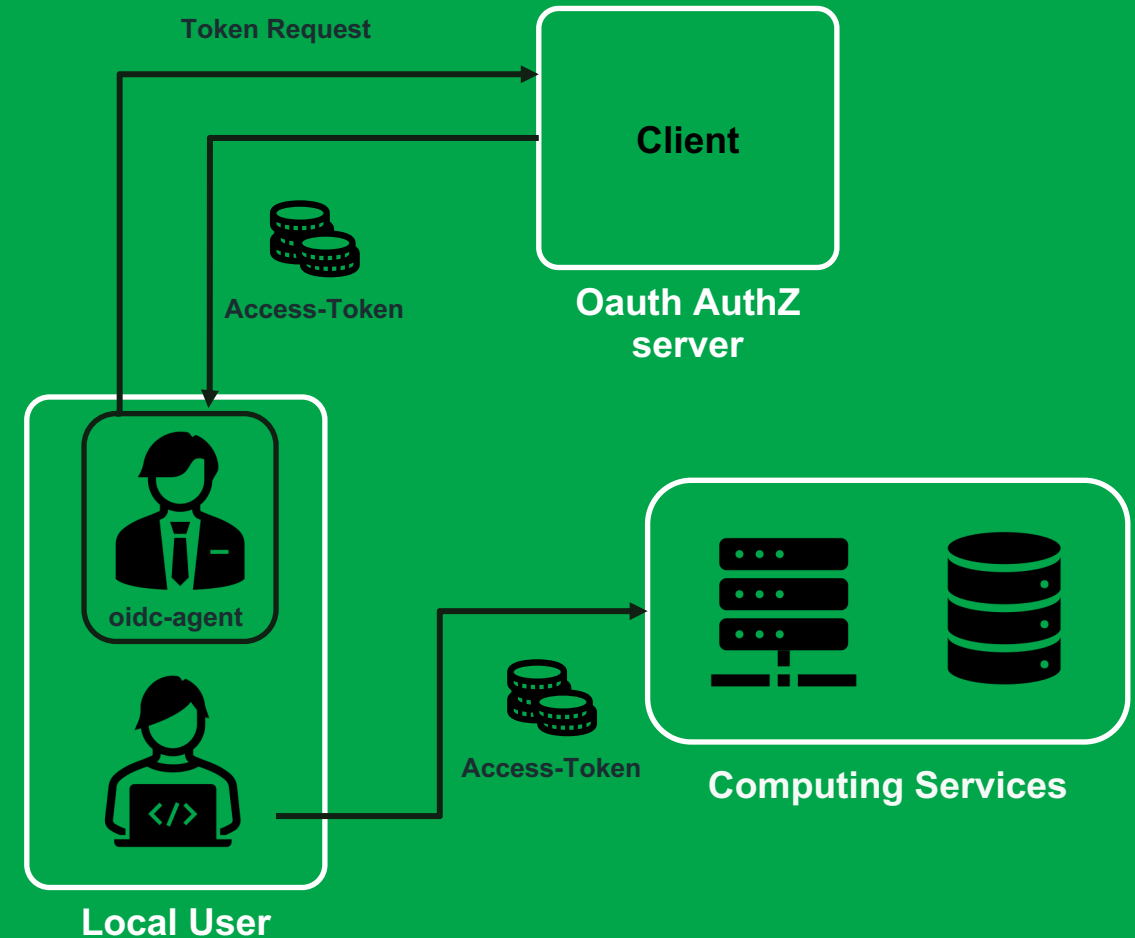 Token Request
Client
Access-Token
Oauth AuthZ
server
oidc-agent
</>
Access-Token
Computing Services
Local User